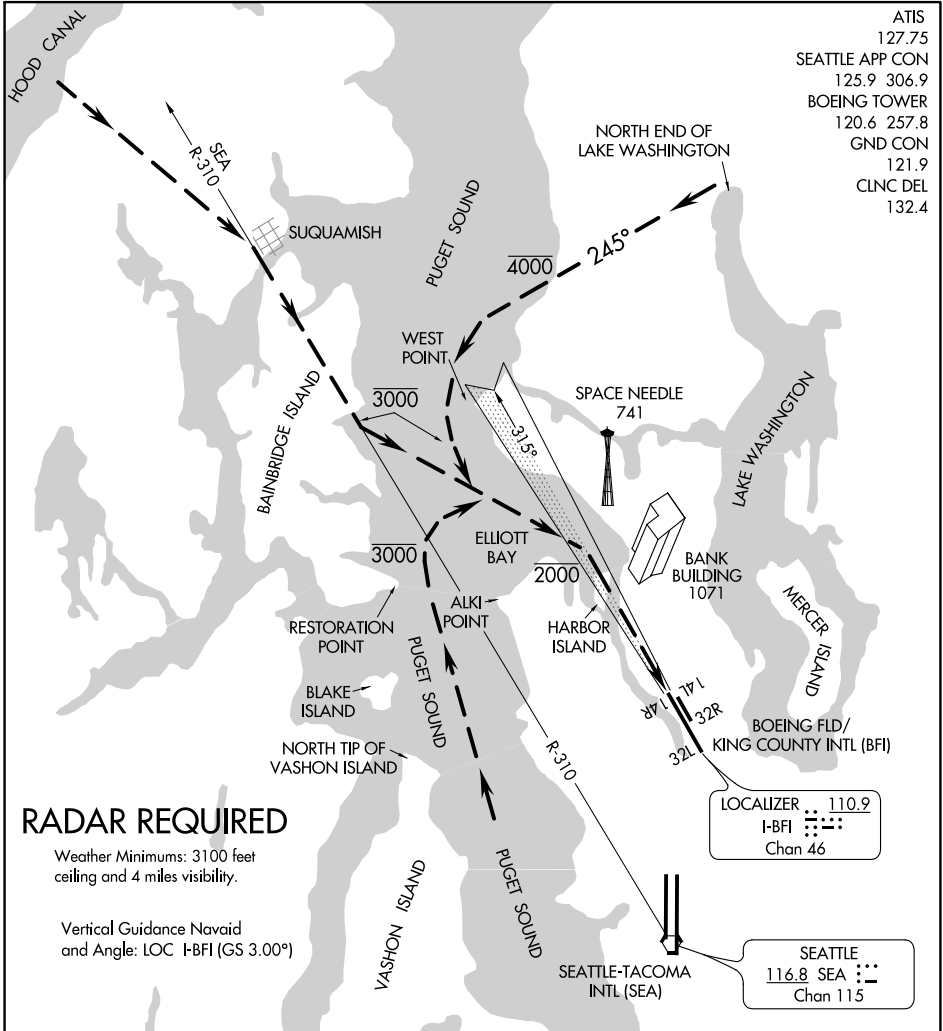 ATIS
127.75
SEATTLE APP CON
125.9 306.9
BOEING TOWER
120.6 257.8
GND CON
121.9
CLNC DEL
132.4
HOOD CANAL
SEA
R-310
SUQUAMISH
PUGET SOUND
NORTH END OF
LAKE WASHINGTON
245°
4000
WEST
POINT
3000
BAINBRIDGE ISLAND
315°
SPACE NEEDLE
741
LAKE WASHINGTON
ELLIOTT
BAY
3000
2000
BANK
BUILDING
1071
MERCER
ISLAND
RESTORATION
POINT
ALKI
POINT
HARBOR
ISLAND
PUGET SOUND
BLAKE
ISLAND
NORTH TIP OF
VASHON ISLAND
R-310
14L
14R
32R
32L
BOEING FLD/
KING COUNTY INTL (BFI)
LOCALIZER 110.9
I-BFI
Chan 46
RADAR REQUIRED
Weather Minimums: 3100 feet
ceiling and 4 miles visibility.
Vertical Guidance Navaid
and Angle: LOC I-BFI (GS 3.00°)
VASHON ISLAND
PUGET SOUND
SEATTLE-TACOMA
INTL (SEA)
SEATTLE
116.8 SEA
Chan 115